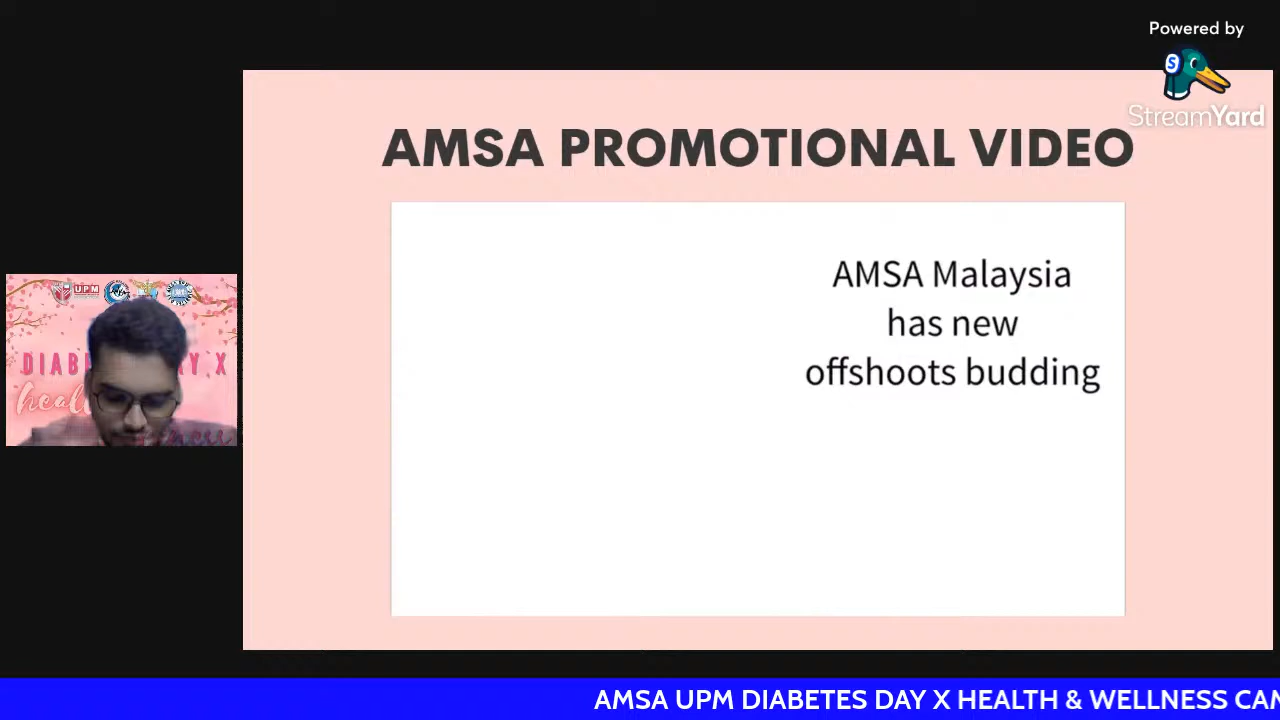 Powered by
StreamYard
AMSA PROMOTIONAL VIDEO
AMSA Malaysia
has new
offshoots budding
UPM
AMSA UPM DIABETES DAY X HEALTH & WELLNESS CAM